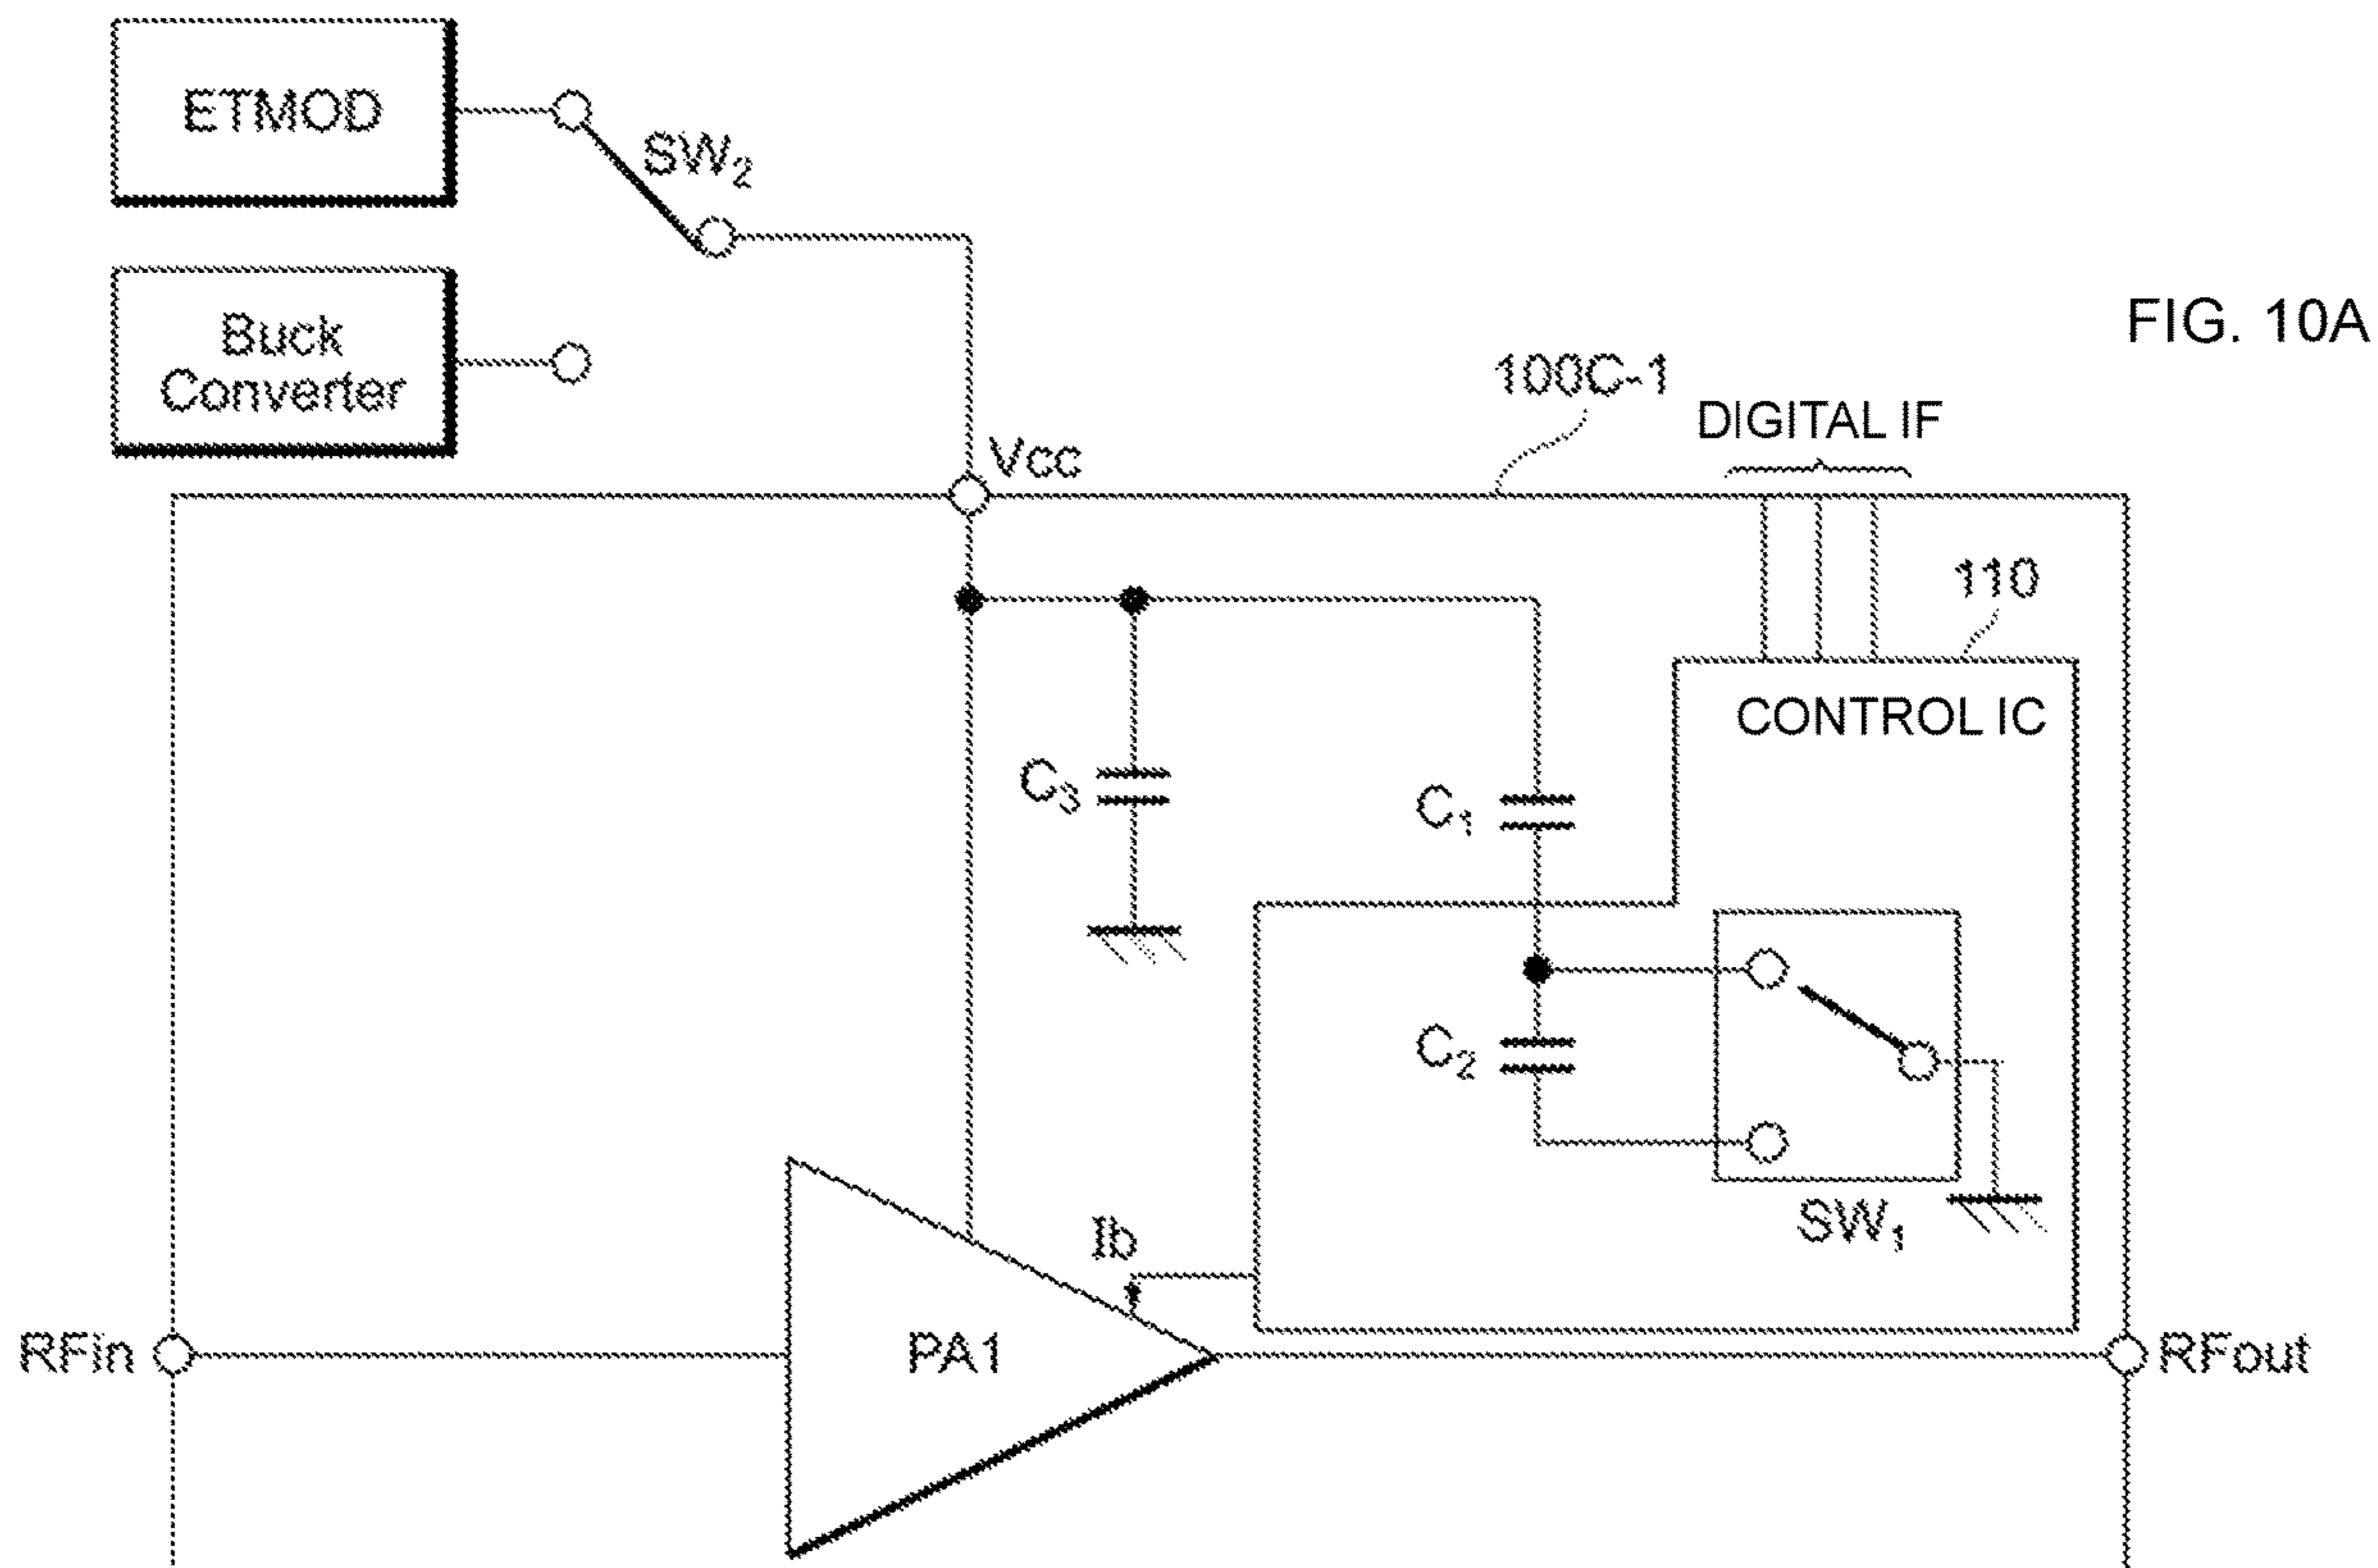 ETMOD
SW₂
Buck
Converter
FIG. 10A
100C-1
DIGITAL IF
Vcc
110
CONTROL IC
C₃
C₁
C₂
SW₁
Ib
RFin
PA1
RFout